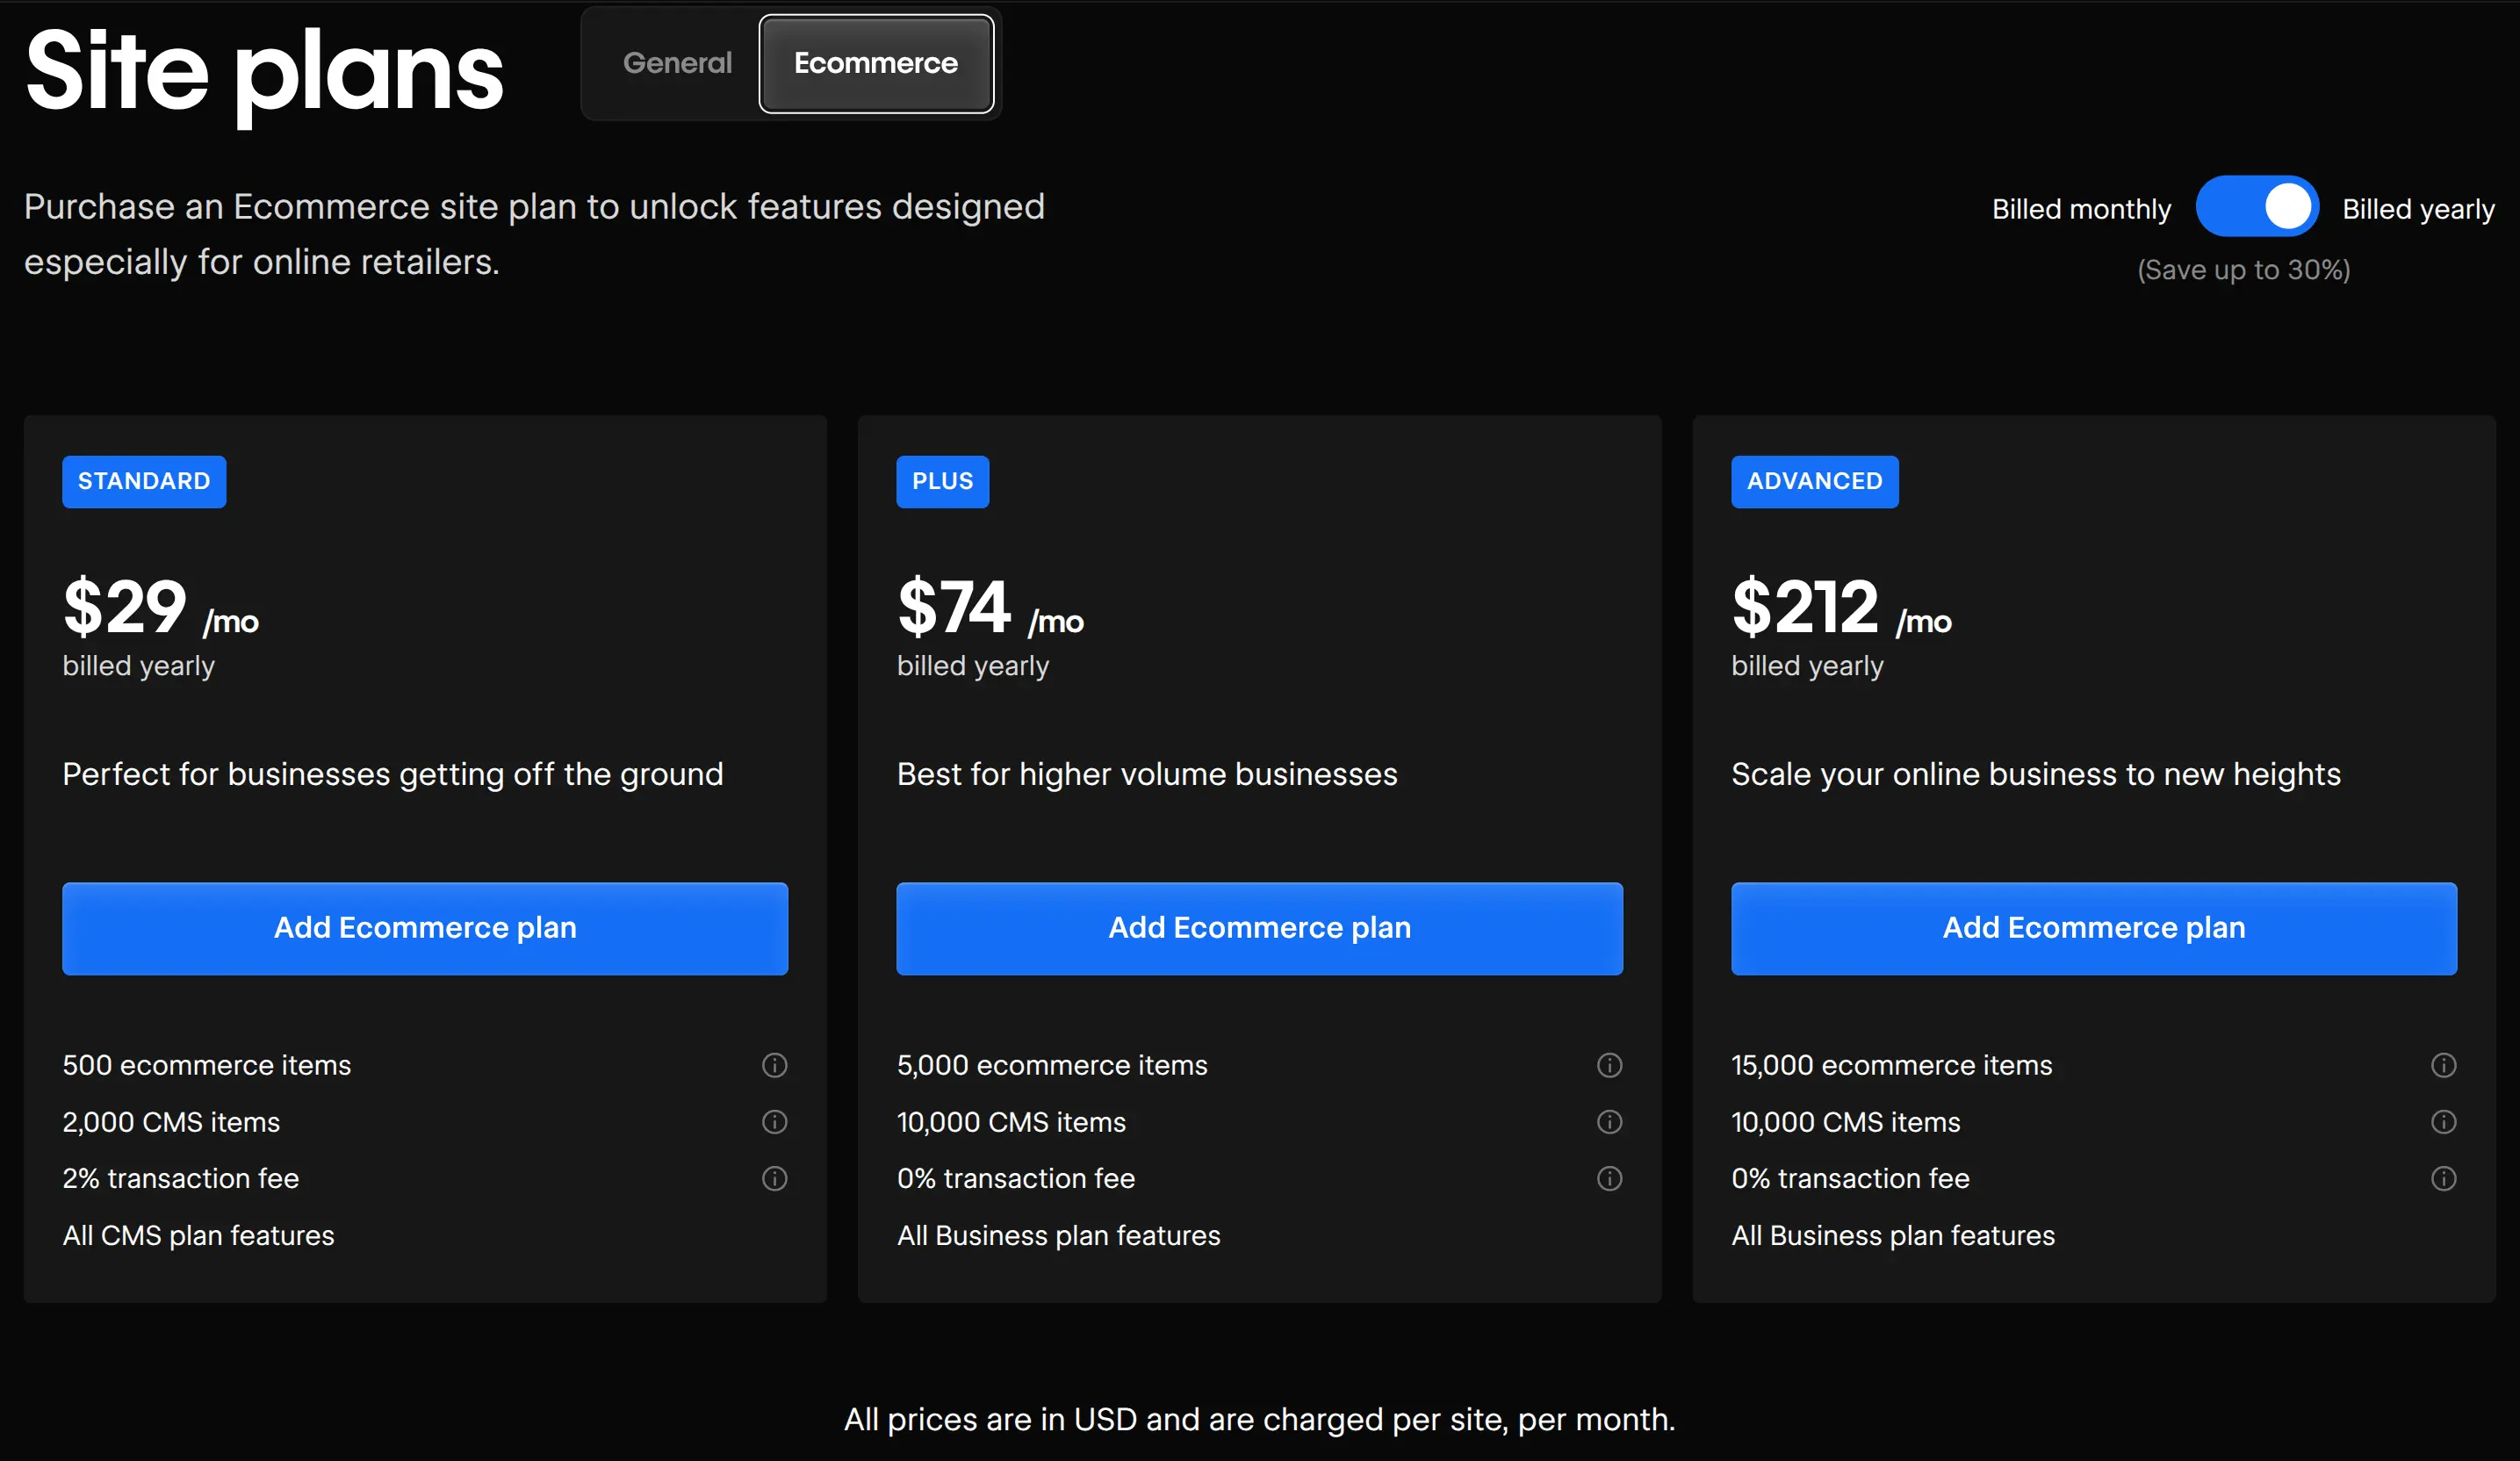 Site plans
General
Ecommerce
Purchase an Ecommerce site plan to unlock features designed
especially for online retailers.
Billed monthly
Billed yearly
(Save up to 30%)
STANDARD
$29 /mo
billed yearly
Perfect for businesses getting off the ground
Add Ecommerce plan
500 ecommerce items
2,000 CMS items
2% transaction fee
All CMS plan features
PLUS
$74 /mo
billed yearly
Best for higher volume businesses
Add Ecommerce plan
5,000 ecommerce items
10,000 CMS items
0% transaction fee
All Business plan features
ADVANCED
$212 /mo
billed yearly
Scale your online business to new heights
Add Ecommerce plan
15,000 ecommerce items
10,000 CMS items
0% transaction fee
All Business plan features
All prices are in USD and are charged per site, per month.